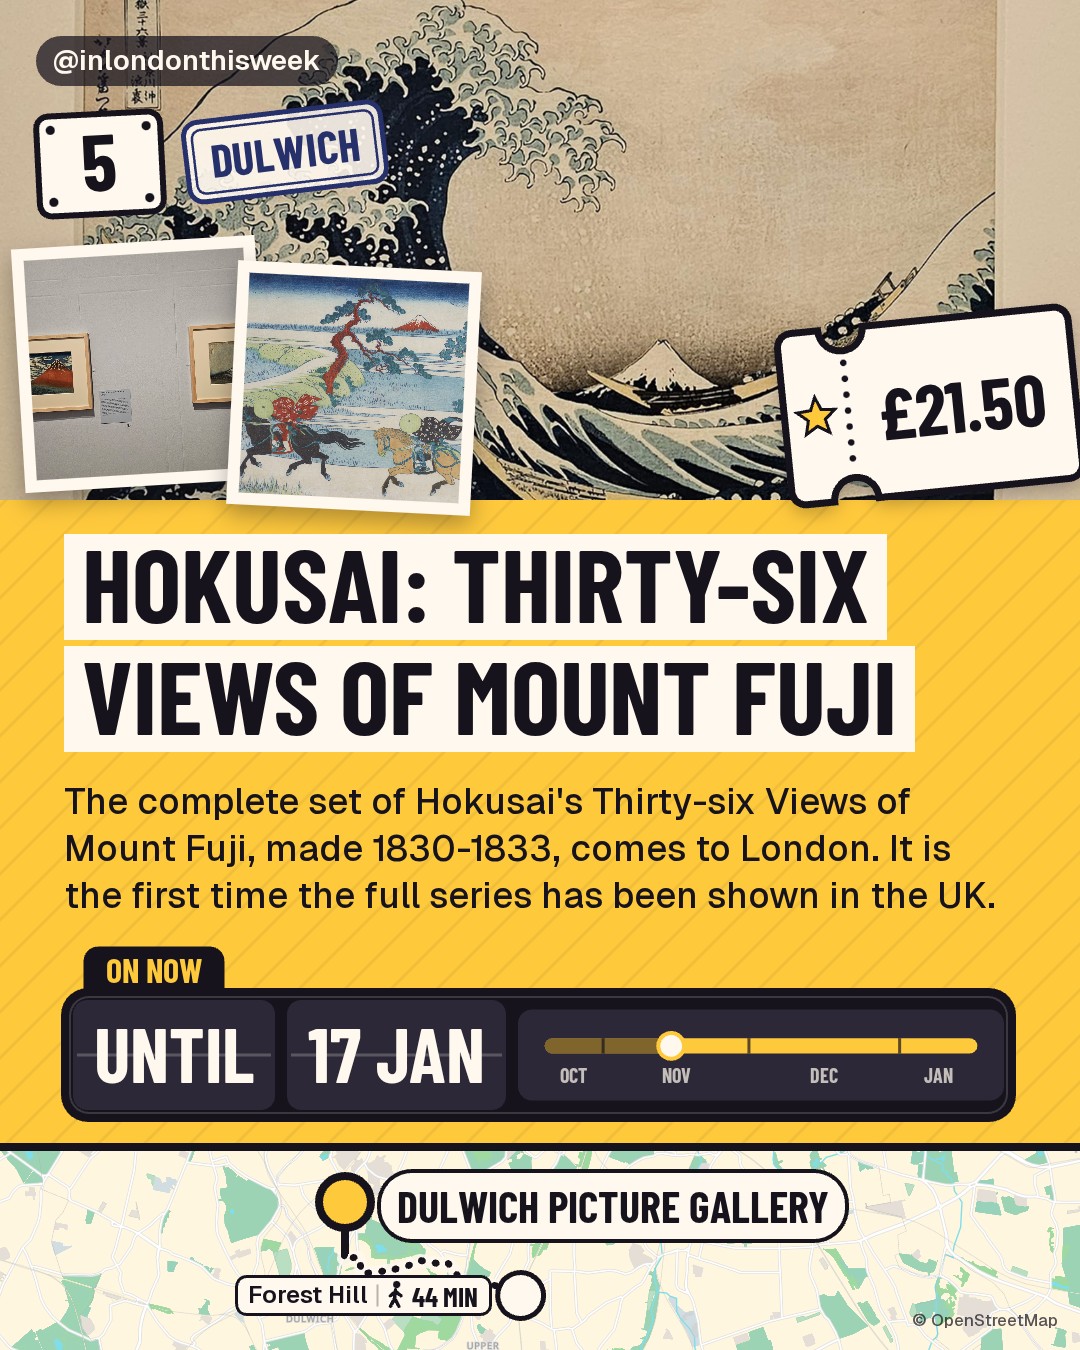 @inlondonthisweek
5
DULWICH
£21.50
HOKUSAI: THIRTY-SIX
VIEWS OF MOUNT FUJI
The complete set of Hokusai's Thirty-six Views of
Mount Fuji, made 1830-1833, comes to London. It is
the first time the full series has been shown in the UK.
ON NOW
UNTIL 17 JAN
OCT NOV DEC JAN
DULWICH PICTURE GALLERY
Forest Hill 44 MIN
DULWICH
UPPER
© OpenStreetMap